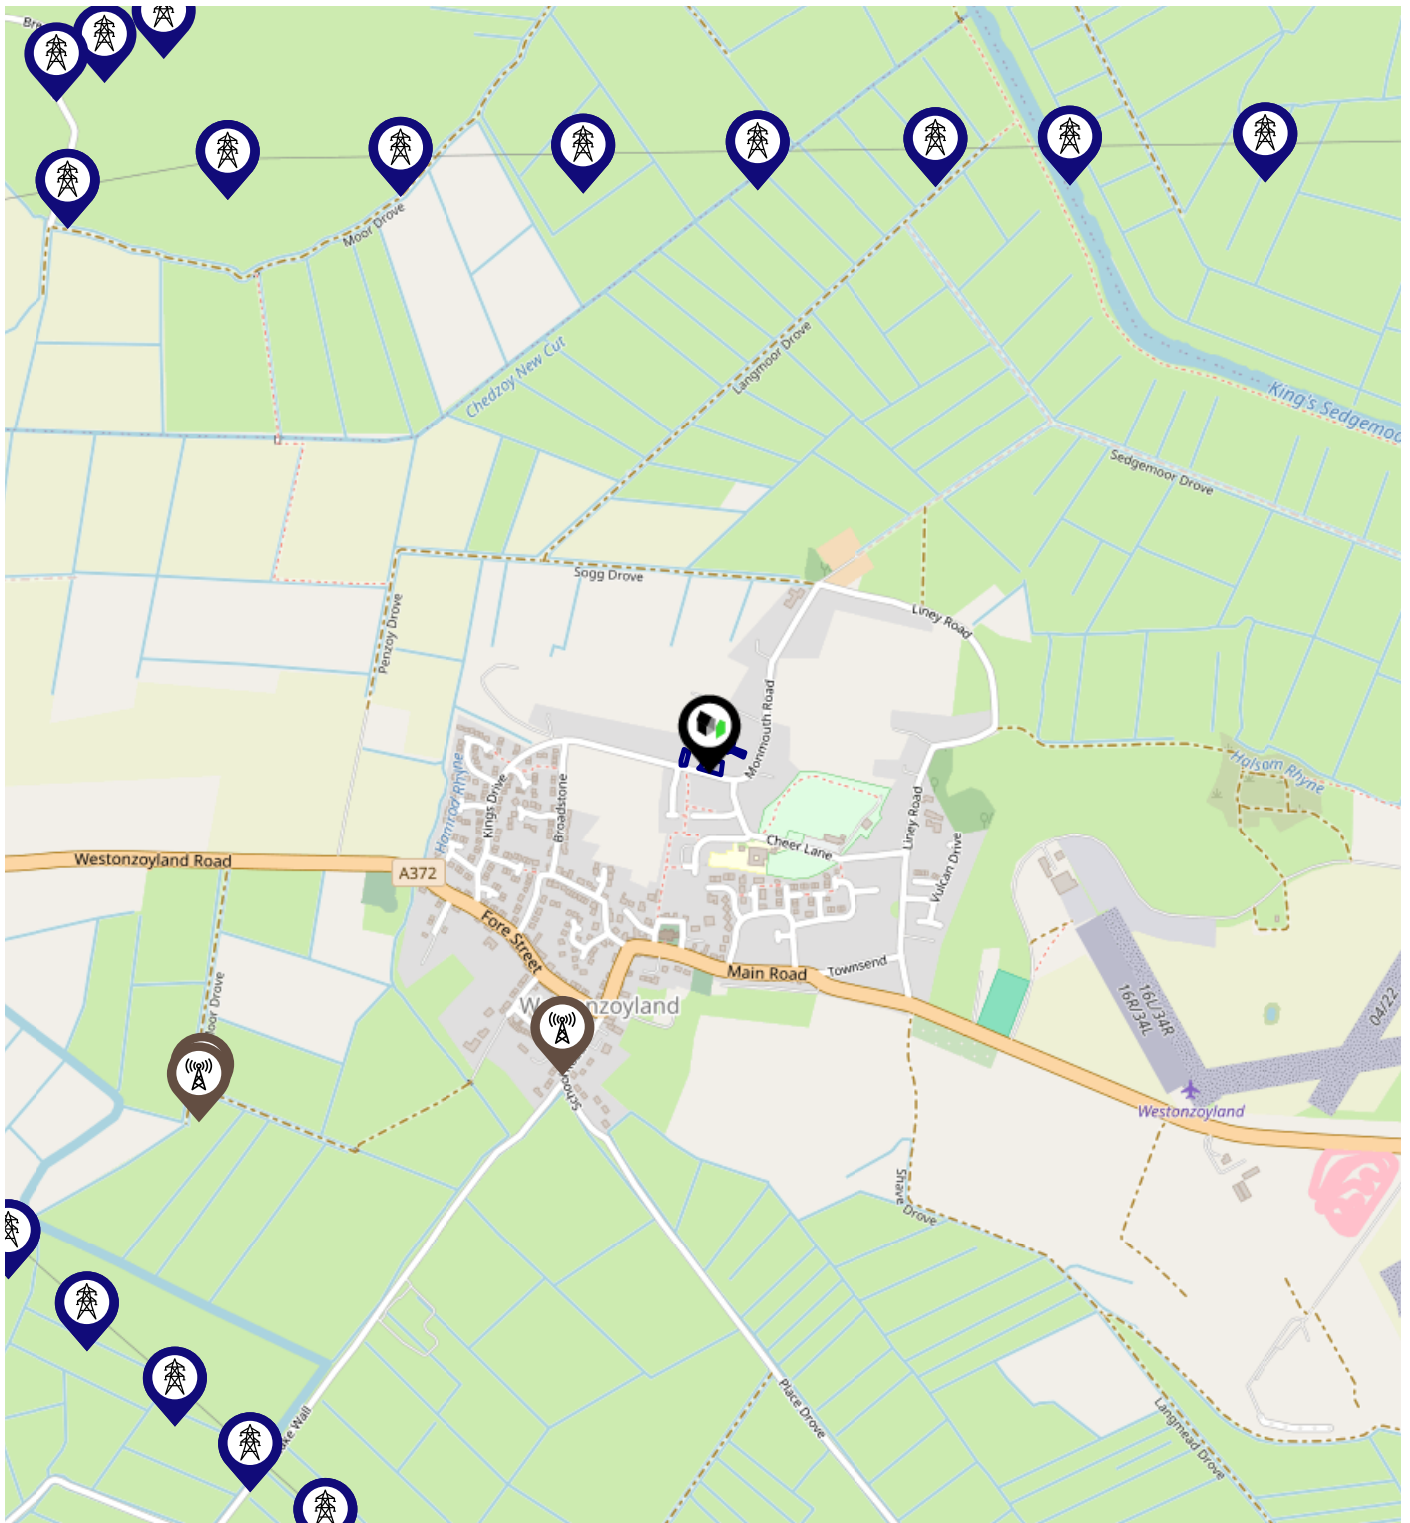 Moor Drove
Chedzoy New Cut
Langmoor Drove
King's Sedgemoo
Sedgemoor Drove
Sogg Drove
Penzoy Drove
Liney Road
Monmouth Road
Holsom Rhyne
Hamrod Rhyne
Kings Drive
Broadstone
Liney Road
Cheer Lane
Vulcan Drive
Westonzoyland Road
A372
Fore Street
Main Road
Townsend
16L/34R
16R/34L
04/22
Westonzoyland
Shave Drove
Place Drove
Langmead Drove